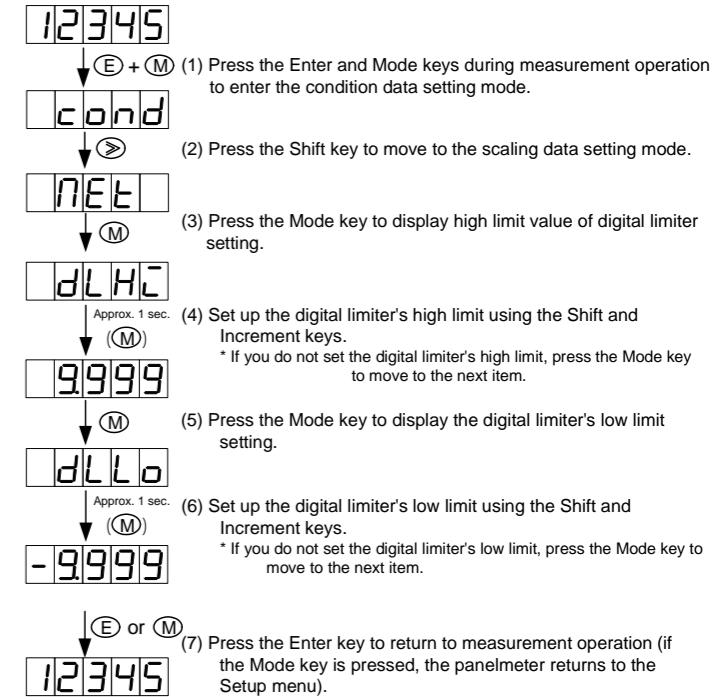 12345
E + M (1) Press the Enter and Mode keys during measurement operation
to enter the condition data setting mode.
cond
(2) Press the Shift key to move to the scaling data setting mode.
MEt
(3) Press the Mode key to display high limit value of digital limiter
M
setting.
dLHi
Approx. 1 sec. (4) Set up the digital limiter's high limit using the Shift and
(M) Increment keys.
* If you do not set the digital limiter's high limit, press the Mode key
to move to the next item.
9.999
M (5) Press the Mode key to display the digital limiter's low limit
setting.
dLLo
Approx. 1 sec. (6) Set up the digital limiter's low limit using the Shift and
(M) Increment keys.
* If you do not set the digital limiter's low limit, press the Mode key to
move to the next item.
-9.999
E or M
(7) Press the Enter key to return to measurement operation (if
the Mode key is pressed, the panelmeter returns to the
12345 Setup menu).